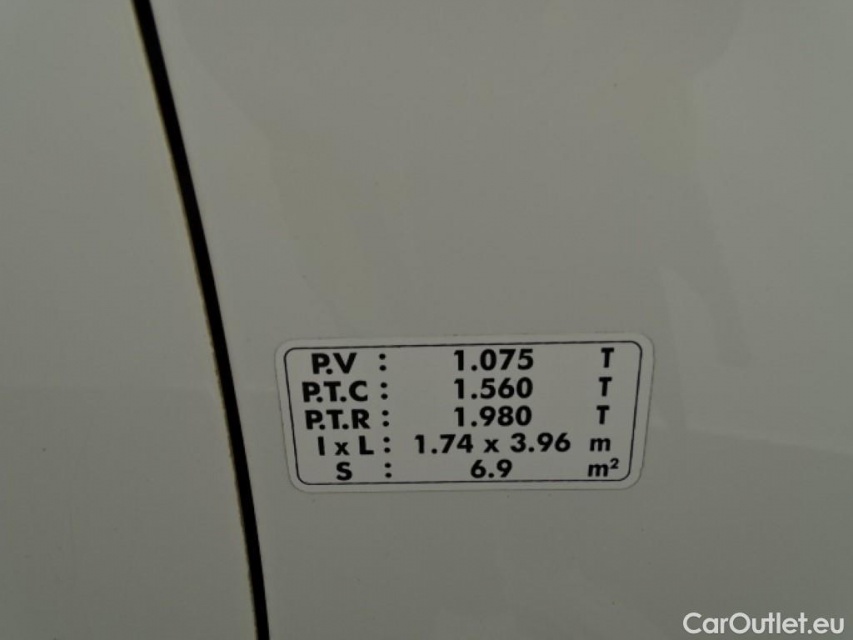 P.V : 1.075 T
P.T.C : 1.560 T
P.T.R : 1.980 T
l x L : 1.74 x 3.96 m
S : 6.9 m²
CarOutlet.eu